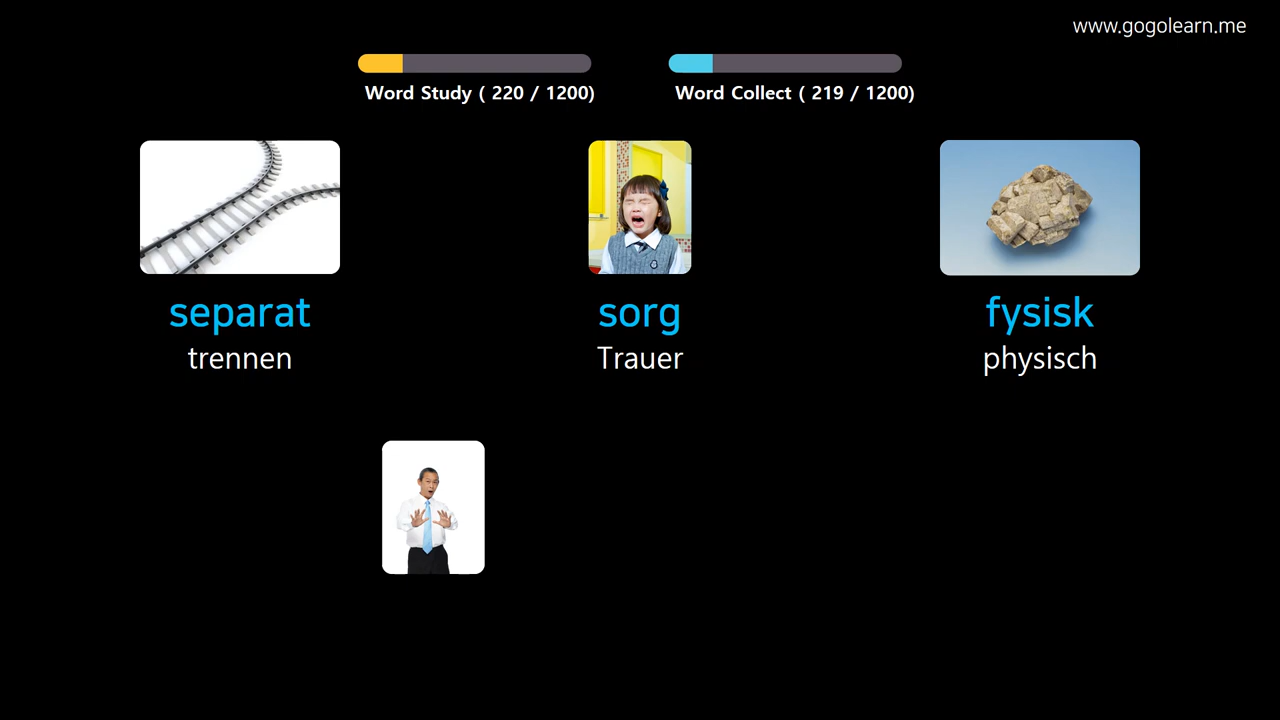 www.gogolearn.me
Word Study ( 220 / 1200)
Word Collect ( 219 / 1200)
separat
sorg
fysisk
trennen
Trauer
physisch